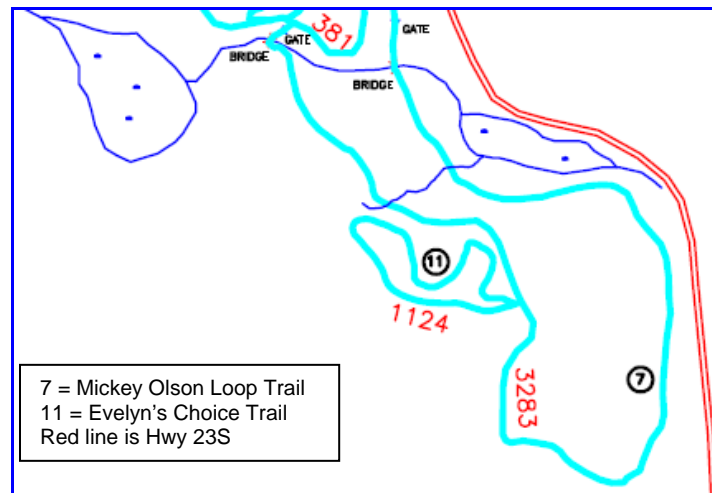 381
GATE
GATE
BRIDGE
BRIDGE
11
1124
7
3283
7 = Mickey Olson Loop Trail
11 = Evelyn's Choice Trail
Red line is Hwy 23S